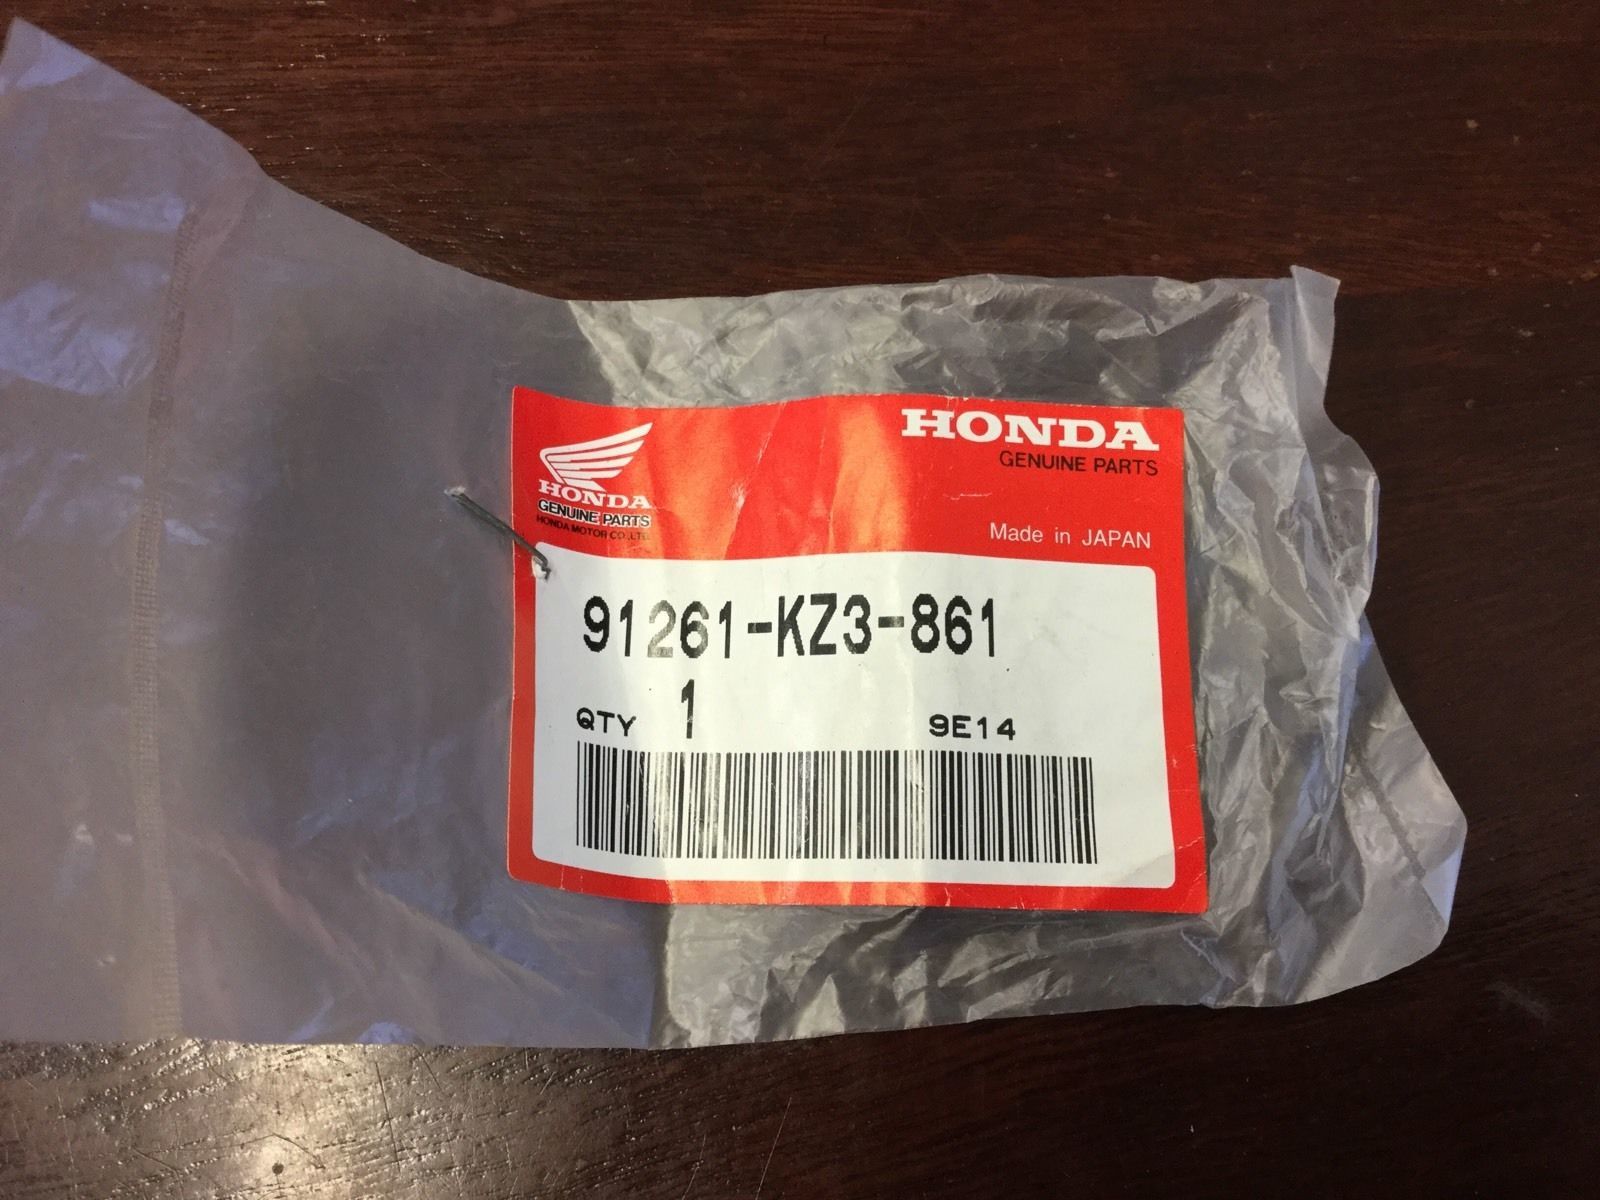 HONDA
GENUINE PARTS
HONDA
GENUINE PARTS
HONDA MOTOR CO.,LTD.
Made in JAPAN
91261-KZ3-861
QTY 1 9E14